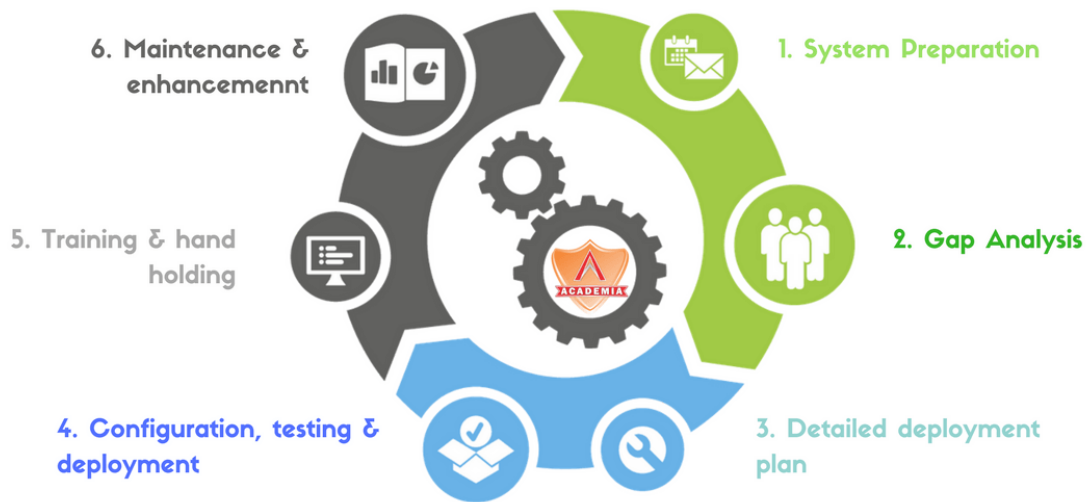 1. System Preparation
2. Gap Analysis
3. Detailed deployment
plan
4. Configuration, testing &
deployment
5. Training & hand
holding
6. Maintenance &
enhancemennt
ACADEMIA